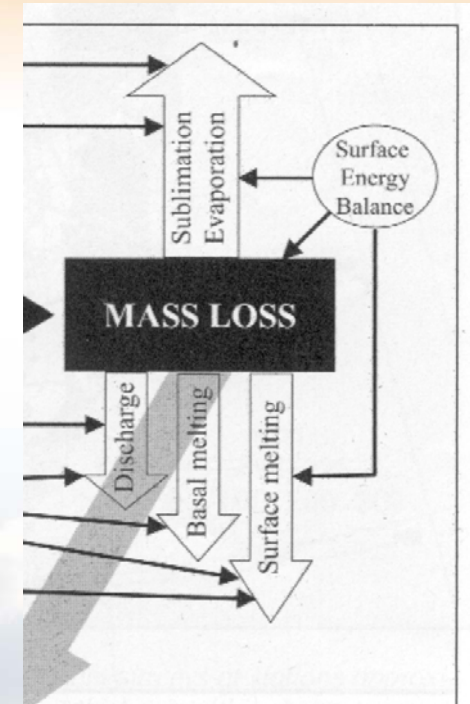 Sublimation
Evaporation
Surface
Energy
Balance
MASS LOSS
Discharge
Basal melting
Surface melting